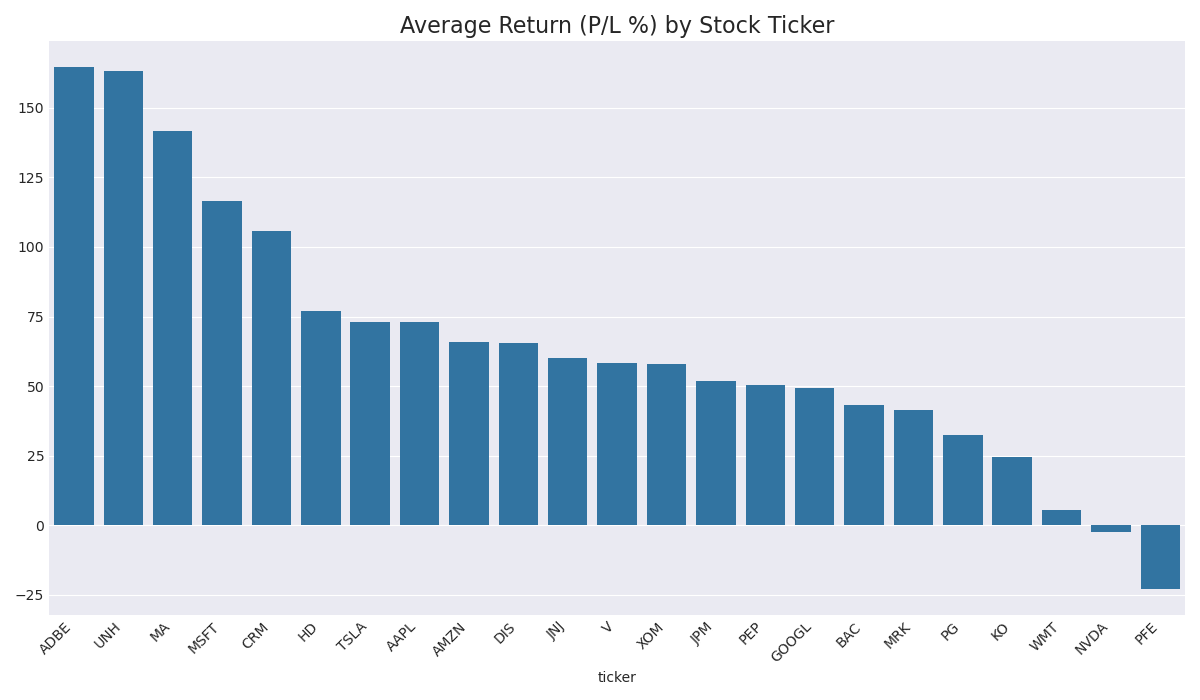 Average Return (P/L %) by Stock Ticker
150
125
100
75
50
25
0
−25
ADBE
UNH
MA
MSFT
CRM
HD
TSLA
AAPL
AMZN
DIS
JNJ
V
XOM
JPM
PEP
GOOGL
BAC
MRK
PG
KO
WMT
NVDA
PFE
ticker